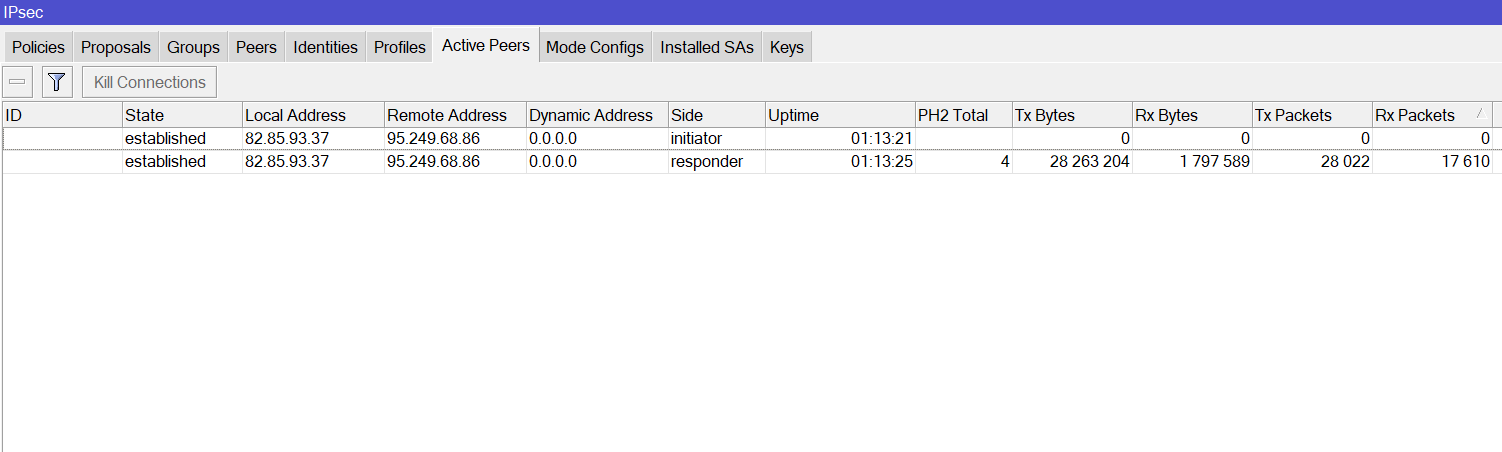 IPsec
Policies Proposals Groups Peers Identities Profiles Active Peers Mode Configs Installed SAs Keys
Kill Connections
ID State Local Address Remote Address Dynamic Address Side Uptime PH2 Total Tx Bytes Rx Bytes Tx Packets Rx Packets
established 82.85.93.37 95.249.68.86 0.0.0.0 initiator 01:13:21 0 0 0 0
established 82.85.93.37 95.249.68.86 0.0.0.0 responder 01:13:25 4 28 263 204 1 797 589 28 022 17 610